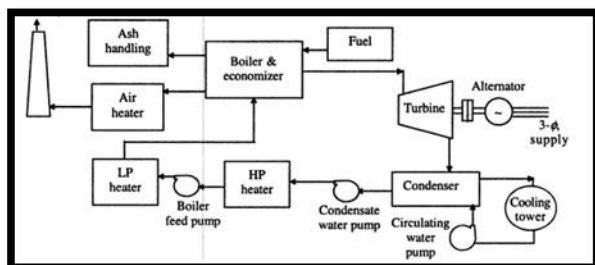 Ash
handling
Boiler &
economizer
Fuel
Air
heater
Turbine
Alternator
~
3-ϕ,
supply
LP
heater
Boiler
feed pump
HP
heater
Condensate
water pump
Condenser
Circulating
water
pump
Cooling
tower